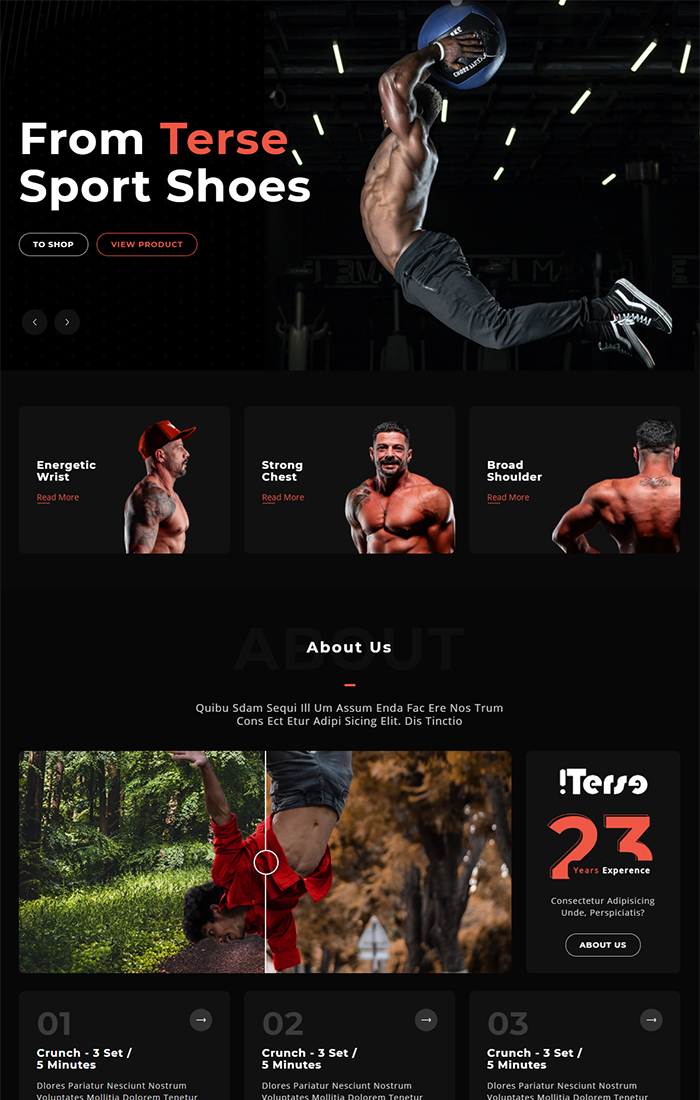 From Terse
Sport Shoes
TO SHOP
VIEW PRODUCT
Energetic
Wrist
Read More
Strong
Chest
Read More
Broad
Shoulder
Read More
ABOUT
About Us
Quibu Sdam Sequi Ill Um Assum Enda Fac Ere Nos Trum
Cons Ect Etur Adipi Sicing Elit. Dis Tinctio
!Terse
23
Years Experence
Consectetur Adipisicing
Unde, Perspiciatis?
ABOUT US
01
Crunch - 3 Set /
5 Minutes
Dlores Pariatur Nesciunt Nostrum
Voluptates Mollitia Dolorem Tenetur
02
Crunch - 3 Set /
5 Minutes
Dlores Pariatur Nesciunt Nostrum
Voluptates Mollitia Dolorem Tenetur
03
Crunch - 3 Set /
5 Minutes
Dlores Pariatur Nesciunt Nostrum
Voluptates Mollitia Dolorem Tenetur